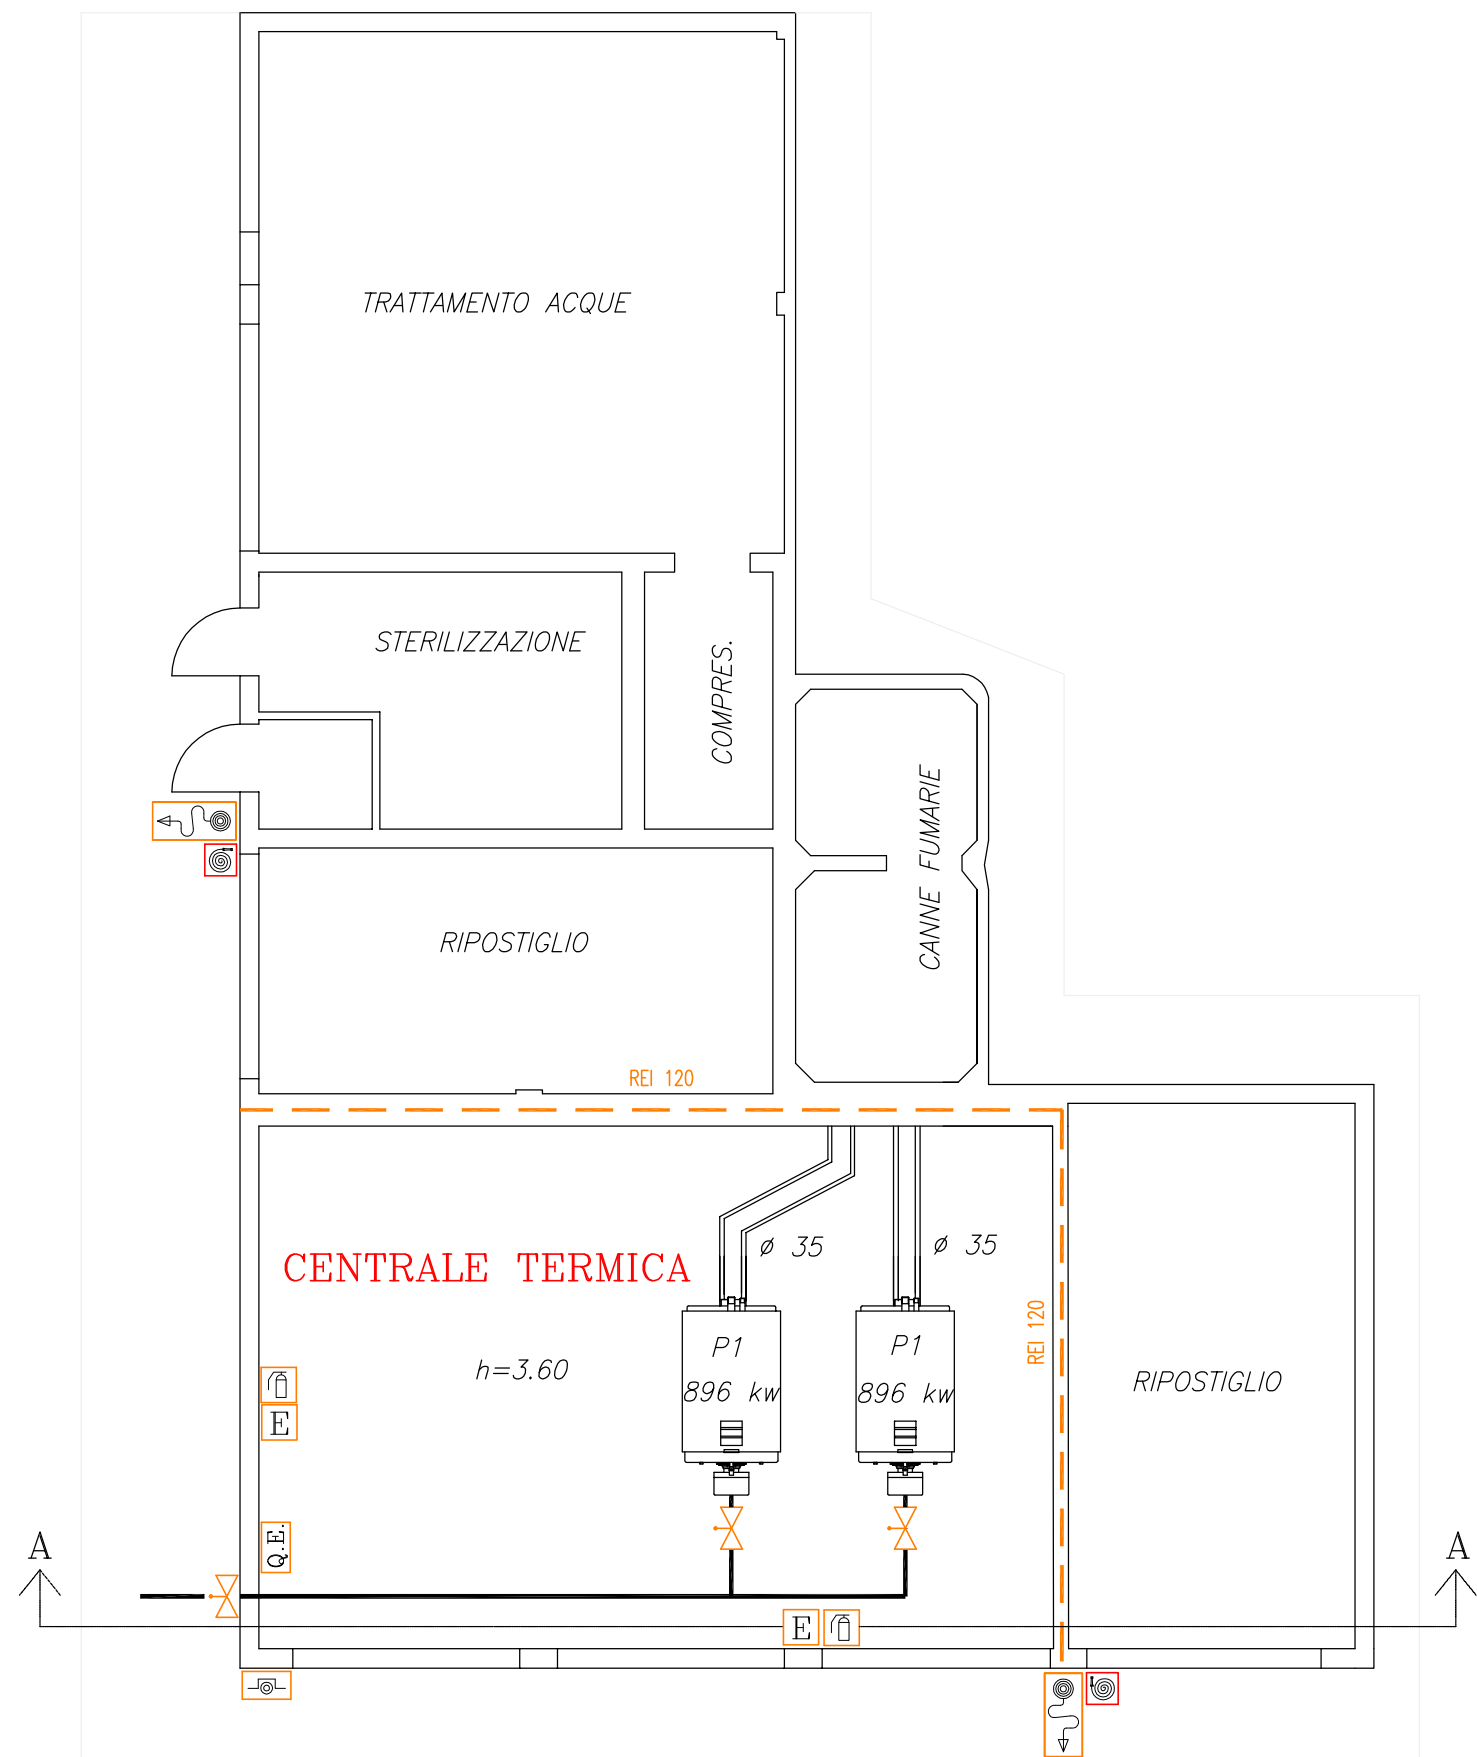 TRATTAMENTO ACQUE
STERILIZZAZIONE
COMPRES.
CANNE FUMARIE
RIPOSTIGLIO
REI 120
CENTRALE TERMICA
ø 35
ø 35
REI 120
P1
896 kw
P1
896 kw
h=3.60
RIPOSTIGLIO
E
Q.E.
A
A
E